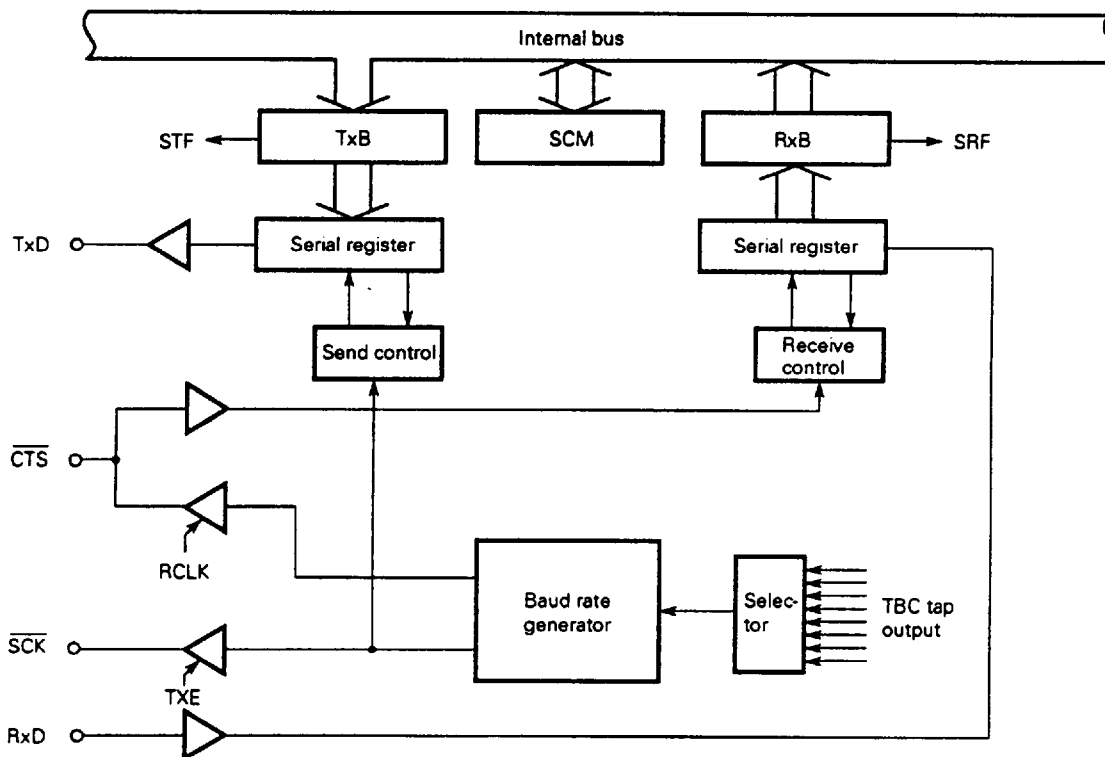 Internal bus
STF
TxB
SCM
RxB
SRF
TxD
Serial register
Serial register
Send control
Receive
control
CTS
RCLK
Baud rate
generator
Selec-
tor
TBC tap
output
SCK
TXE
RxD